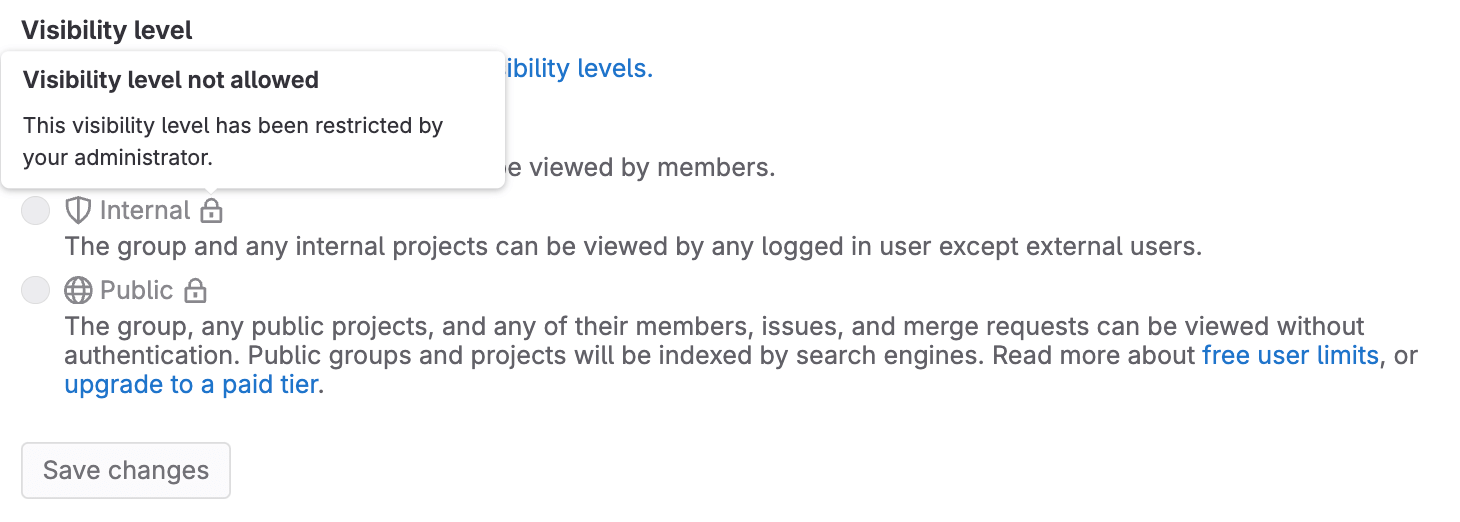 Visibility level
Visibility level not allowed
ibility levels.
This visibility level has been restricted by
your administrator.
e viewed by members.
Internal
The group and any internal projects can be viewed by any logged in user except external users.
Public
The group, any public projects, and any of their members, issues, and merge requests can be viewed without
authentication. Public groups and projects will be indexed by search engines. Read more about free user limits, or
upgrade to a paid tier.
Save changes